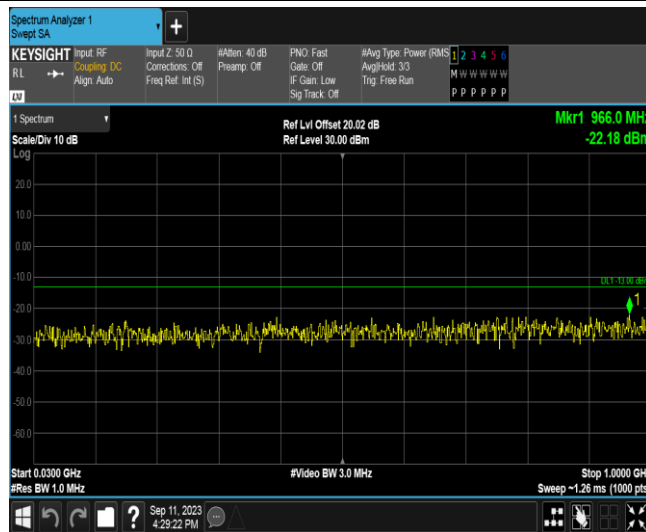 Spectrum Analyzer 1
Swept SA
KEYSIGHT
RL
LXI
Input: RF
Coupling: DC
Align: Auto
Input Z: 50 Ω
Corrections: Off
Freq Ref: Int (S)
#Atten: 40 dB
Preamp: Off
PNO: Fast
Gate: Off
IF Gain: Low
Sig Track: Off
#Avg Type: Power (RMS
Avg|Hold: 3/3
Trig: Free Run
1 2 3 4 5 6
M W W W W W
P P P P P P
1 Spectrum
Scale/Div 10 dB
Ref Lvl Offset 20.02 dB
Ref Level 30.00 dBm
Mkr1 966.0 MHz
-22.18 dBm
Log
20.0
10.0
0.00
-10.0
DL1 -13.00 dBm
1
-20.0
-30.0
-40.0
-50.0
-60.0
Start 0.0300 GHz
#Res BW 1.0 MHz
#Video BW 3.0 MHz
Stop 1.0000 GHz
Sweep ~1.26 ms (1000 pts)
?
Sep 11, 2023
4:29:22 PM